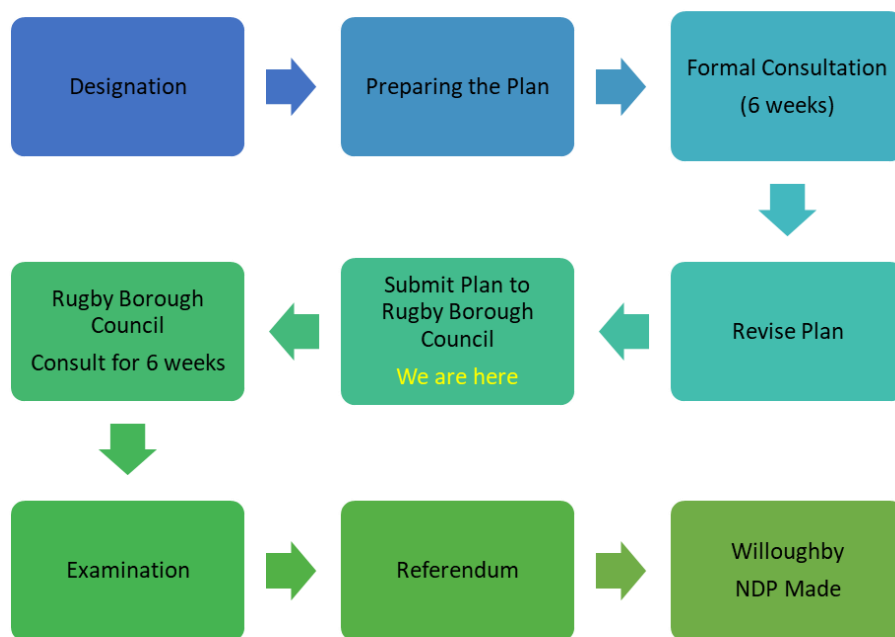 Designation
Preparing the Plan
Formal Consultation
(6 weeks)
Revise Plan
Submit Plan to
Rugby Borough
Council
We are here
Rugby Borough
Council
Consult for 6 weeks
Examination
Referendum
Willoughby
NDP Made